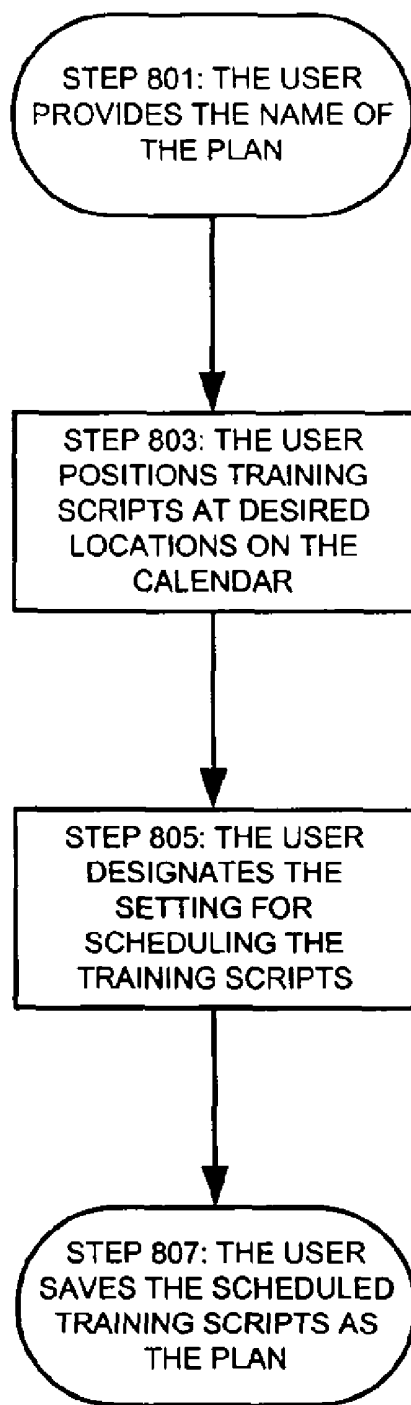 STEP 801: THE USER
PROVIDES THE NAME OF
THE PLAN
STEP 803: THE USER
POSITIONS TRAINING
SCRIPTS AT DESIRED
LOCATIONS ON THE
CALENDAR
STEP 805: THE USER
DESIGNATES THE
SETTING FOR
SCHEDULING THE
TRAINING SCRIPTS
STEP 807: THE USER
SAVES THE SCHEDULED
TRAINING SCRIPTS AS
THE PLAN